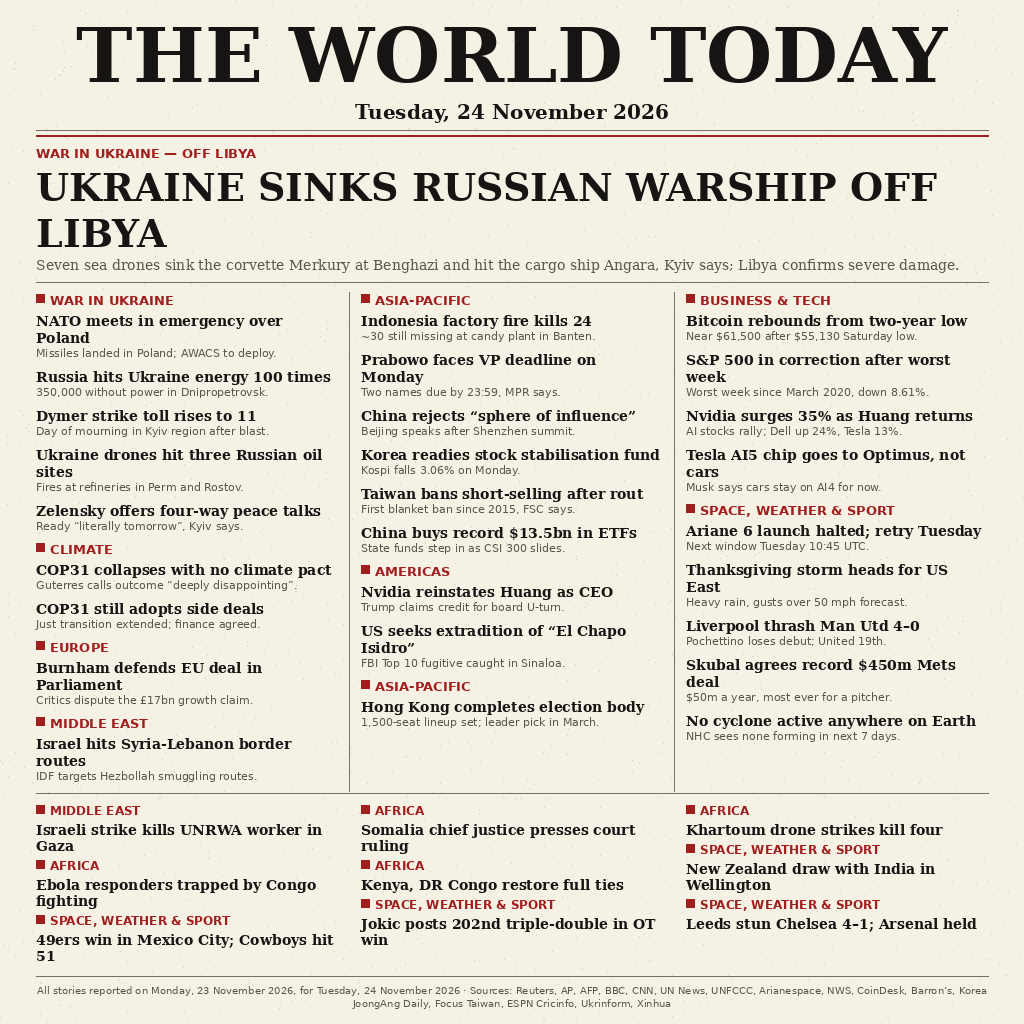 THE WORLD TODAY
Tuesday, 24 November 2026
WAR IN UKRAINE — OFF LIBYA
UKRAINE SINKS RUSSIAN WARSHIP OFF
LIBYA
Seven sea drones sink the corvette Merkury at Benghazi and hit the cargo ship Angara, Kyiv says; Libya confirms severe damage.
WAR IN UKRAINE
NATO meets in emergency over
Poland
Missiles landed in Poland; AWACS to deploy.
Russia hits Ukraine energy 100 times
350,000 without power in Dnipropetrovsk.
Dymer strike toll rises to 11
Day of mourning in Kyiv region after blast.
Ukraine drones hit three Russian oil
sites
Fires at refineries in Perm and Rostov.
Zelensky offers four-way peace talks
Ready “literally tomorrow”, Kyiv says.
CLIMATE
COP31 collapses with no climate pact
Guterres calls outcome “deeply disappointing”.
COP31 still adopts side deals
Just transition extended; finance agreed.
EUROPE
Burnham defends EU deal in
Parliament
Critics dispute the £17bn growth claim.
MIDDLE EAST
Israel hits Syria-Lebanon border
routes
IDF targets Hezbollah smuggling routes.
ASIA-PACIFIC
Indonesia factory fire kills 24
~30 still missing at candy plant in Banten.
Prabowo faces VP deadline on
Monday
Two names due by 23:59, MPR says.
China rejects “sphere of influence”
Beijing speaks after Shenzhen summit.
Korea readies stock stabilisation fund
Kospi falls 3.06% on Monday.
Taiwan bans short-selling after rout
First blanket ban since 2015, FSC says.
China buys record $13.5bn in ETFs
State funds step in as CSI 300 slides.
AMERICAS
Nvidia reinstates Huang as CEO
Trump claims credit for board U-turn.
US seeks extradition of “El Chapo
Isidro”
FBI Top 10 fugitive caught in Sinaloa.
ASIA-PACIFIC
Hong Kong completes election body
1,500-seat lineup set; leader pick in March.
BUSINESS & TECH
Bitcoin rebounds from two-year low
Near $61,500 after $55,130 Saturday low.
S&P 500 in correction after worst
week
Worst week since March 2020, down 8.61%.
Nvidia surges 35% as Huang returns
AI stocks rally; Dell up 24%, Tesla 13%.
Tesla AI5 chip goes to Optimus, not
cars
Musk says cars stay on AI4 for now.
SPACE, WEATHER & SPORT
Ariane 6 launch halted; retry Tuesday
Next window Tuesday 10:45 UTC.
Thanksgiving storm heads for US
East
Heavy rain, gusts over 50 mph forecast.
Liverpool thrash Man Utd 4–0
Pochettino loses debut; United 19th.
Skubal agrees record $450m Mets
deal
$50m a year, most ever for a pitcher.
No cyclone active anywhere on Earth
NHC sees none forming in next 7 days.
MIDDLE EAST
Israeli strike kills UNRWA worker in
Gaza
AFRICA
Ebola responders trapped by Congo
fighting
SPACE, WEATHER & SPORT
49ers win in Mexico City; Cowboys hit
51
AFRICA
Somalia chief justice presses court
ruling
AFRICA
Kenya, DR Congo restore full ties
SPACE, WEATHER & SPORT
Jokic posts 202nd triple-double in OT
win
AFRICA
Khartoum drone strikes kill four
SPACE, WEATHER & SPORT
New Zealand draw with India in
Wellington
SPACE, WEATHER & SPORT
Leeds stun Chelsea 4–1; Arsenal held
All stories reported on Monday, 23 November 2026, for Tuesday, 24 November 2026 · Sources: Reuters, AP, AFP, BBC, CNN, UN News, UNFCCC, Arianespace, NWS, CoinDesk, Barron’s, Korea
JoongAng Daily, Focus Taiwan, ESPN Cricinfo, Ukrinform, Xinhua